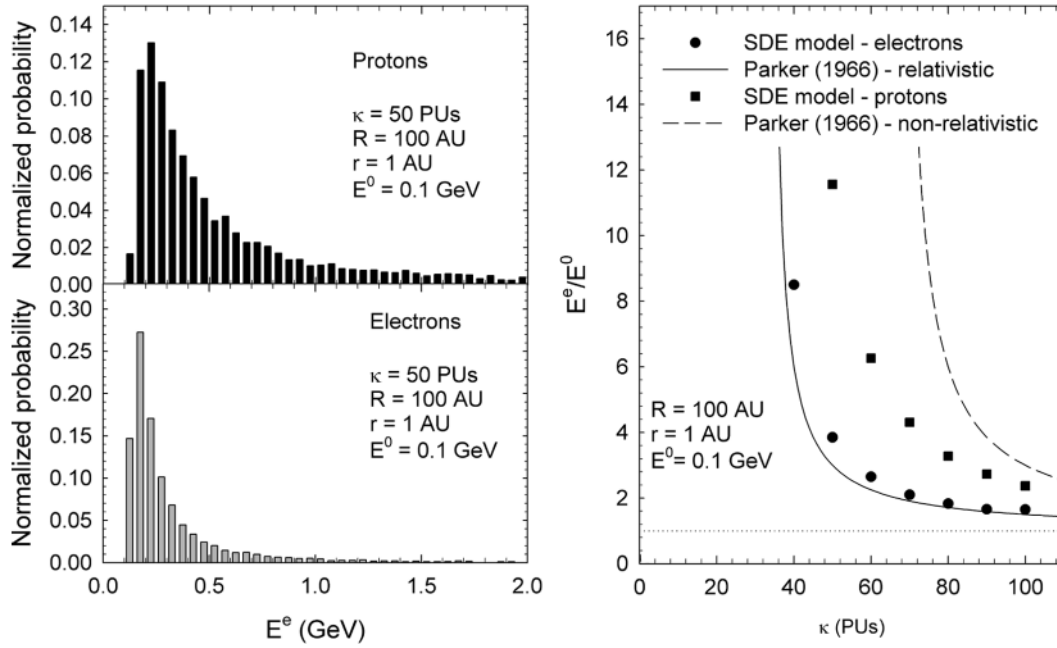 Normalized probability
0.15
0.14
0.12
0.10
0.08
0.06
0.04
0.02
0.00
Protons
κ = 50 PUs
R = 100 AU
r = 1 AU
E⁰ = 0.1 GeV
Normalized probability
0.30
0.25
0.20
0.15
0.10
0.05
0.00
Electrons
κ = 50 PUs
R = 100 AU
r = 1 AU
E⁰ = 0.1 GeV
0.0 0.5 1.0 1.5 2.0
Eᵉ (GeV)
Eᵉ/E⁰
16
14
12
10
8
6
4
2
0
SDE model - electrons
Parker (1966) - relativistic
SDE model - protons
Parker (1966) - non-relativistic
R = 100 AU
r = 1 AU
E⁰= 0.1 GeV
0 20 40 60 80 100
κ (PUs)